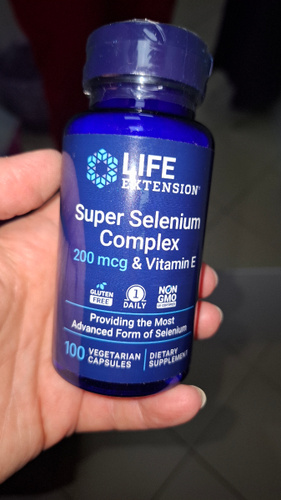 LIFE
EXTENSION®
Super Selenium
Complex
200 mcg & Vitamin E
GLUTEN
FREE
1
DAILY
NON
GMO
Providing the Most
Advanced Form of Selenium
100 VEGETARIAN
CAPSULES
DIETARY
SUPPLEMENT